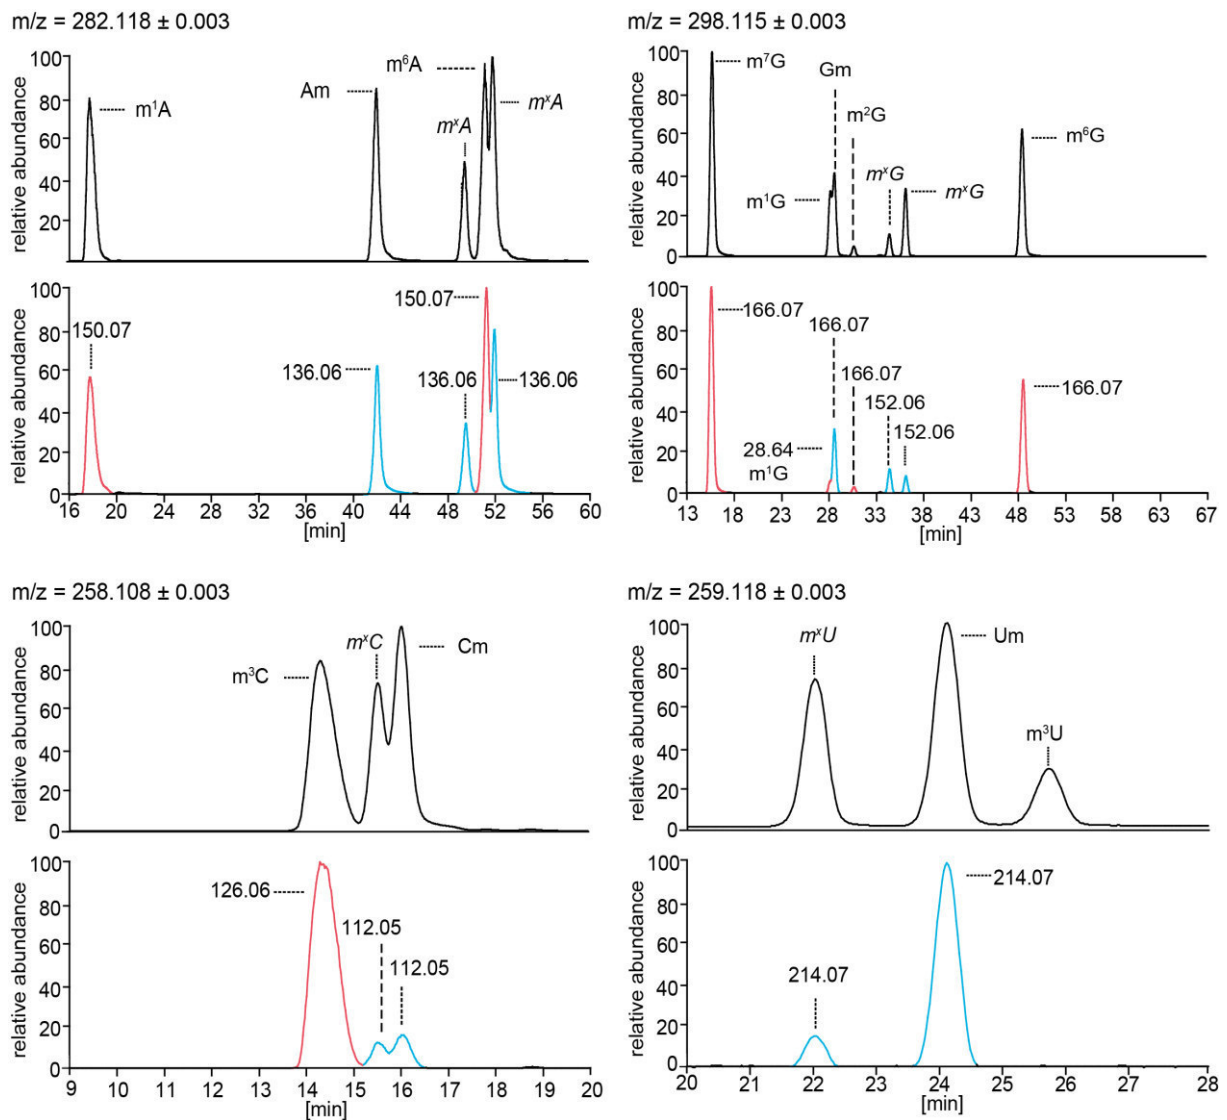 m/z = 282.118 ± 0.003
relative abundance
100
80
60
40
20
0
m¹A
Am
m⁶A
mˣA
mˣA
relative abundance
100
80
60
40
20
0
150.07
136.06
136.06
150.07
136.06
16 20 24 28 32 36 40 44 48 52 56 60
[min]
m/z = 298.115 ± 0.003
relative abundance
100
80
60
40
20
0
m⁷G
m¹G
Gm
m²G
mˣG
mˣG
m⁶G
relative abundance
100
80
60
40
20
0
166.07
166.07
166.07
28.64
m¹G
152.06
152.06
166.07
13 18 28 23 33 38 43 48 53 58 63 67
[min]
m/z = 258.108 ± 0.003
relative abundance
100
80
60
40
20
0
m³C
mˣC
Cm
relative abundance
100
80
60
40
20
0
126.06
112.05
112.05
9 10 11 12 13 14 15 16 17 18 19 20
[min]
m/z = 259.118 ± 0.003
relative abundance
100
80
60
40
20
0
mˣU
Um
m³U
relative abundance
100
80
60
40
20
0
214.07
214.07
20 21 22 23 24 25 26 27 28
[min]